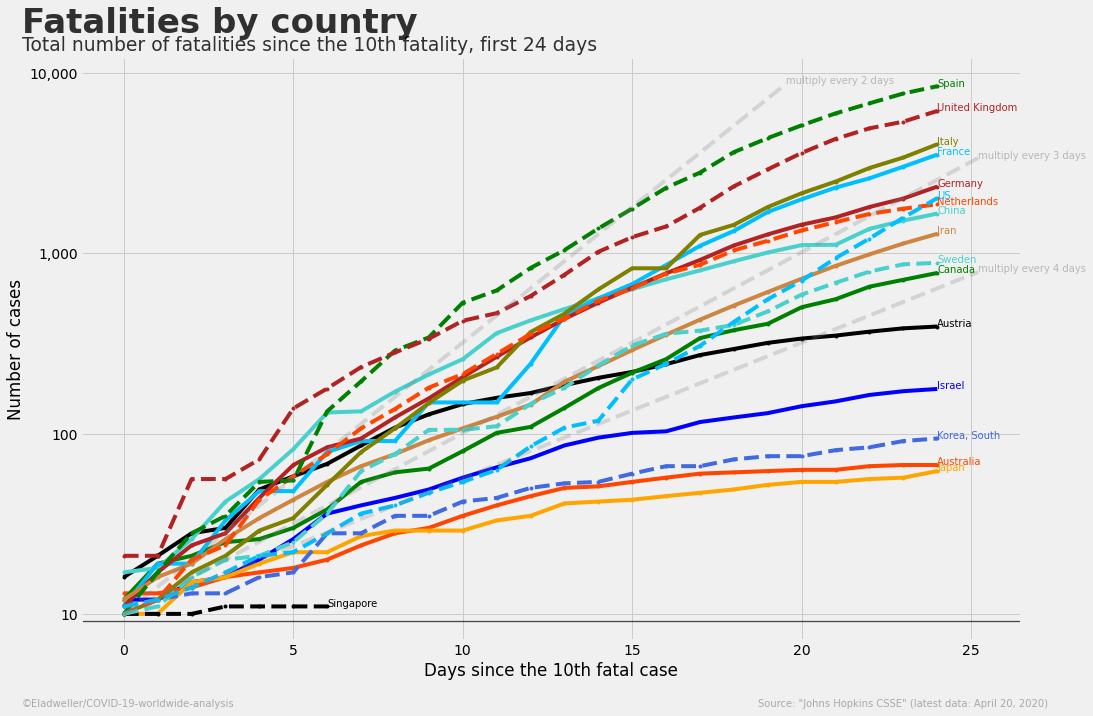 Fatalities by country
Total number of fatalities since the 10th fatality, first 24 days
10,000
1,000
100
10
Number of cases
multiply every 2 days
Spain
United Kingdom
Italy
France
multiply every 3 days
Germany
US
Netherlands
China
Iran
Sweden
Canada
multiply every 4 days
Austria
Israel
Korea, South
Australia
Japan
Singapore
0
5
10
15
20
25
Days since the 10th fatal case
©Eladweller/COVID-19-worldwide-analysis
Source: "Johns Hopkins CSSE" (latest data: April 20, 2020)